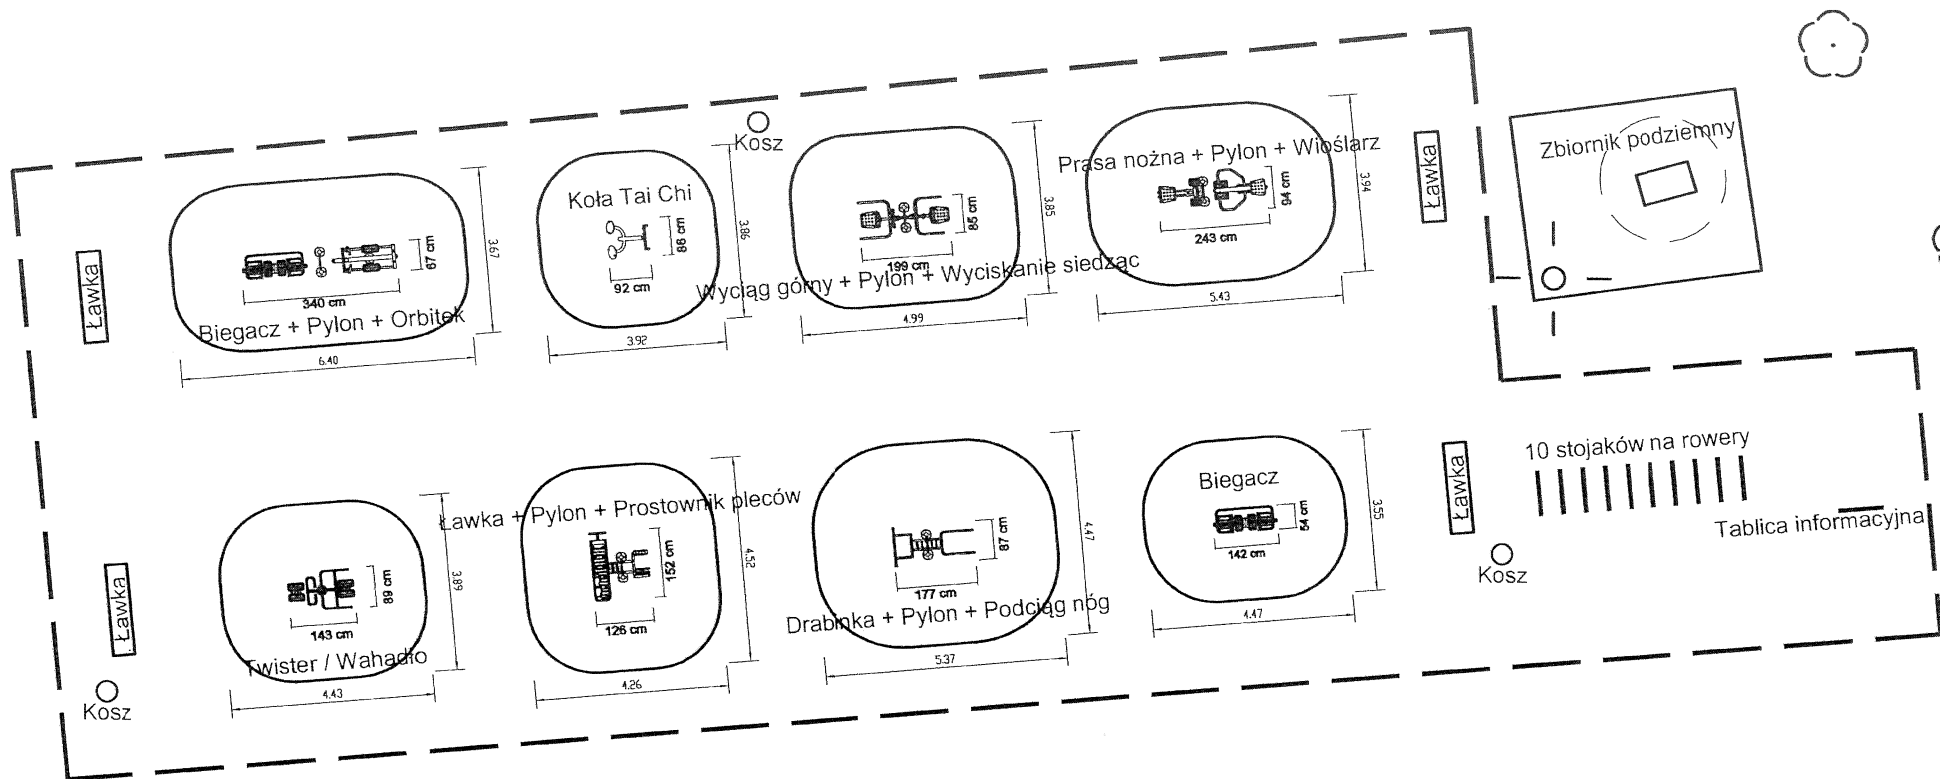 Kosz
Zbiornik podziemny
Prasa nożna + Pylon + Wioślarz
Ławka
3.94
94 cm
243 cm
5.43
Koła Tai Chi
86 cm
92 cm
3.86
3.92
85 cm
3.85
199 cm
Wyciąg górny + Pylon + Wyciskanie siedząc
4.99
Ławka
67 cm
3.67
340 cm
Biegacz + Pylon + Orbitek
6.40
10 stojaków na rowery
Tablica informacyjna
Ławka
Kosz
Biegacz
54 cm
142 cm
3.55
4.47
87 cm
4.47
177 cm
Drabinka + Pylon + Podciąg nóg
5.37
Ławka + Pylon + Prostownik pleców
152 cm
4.52
126 cm
4.26
89 cm
3.89
143 cm
Twister / Wahadło
4.43
Ławka
Kosz